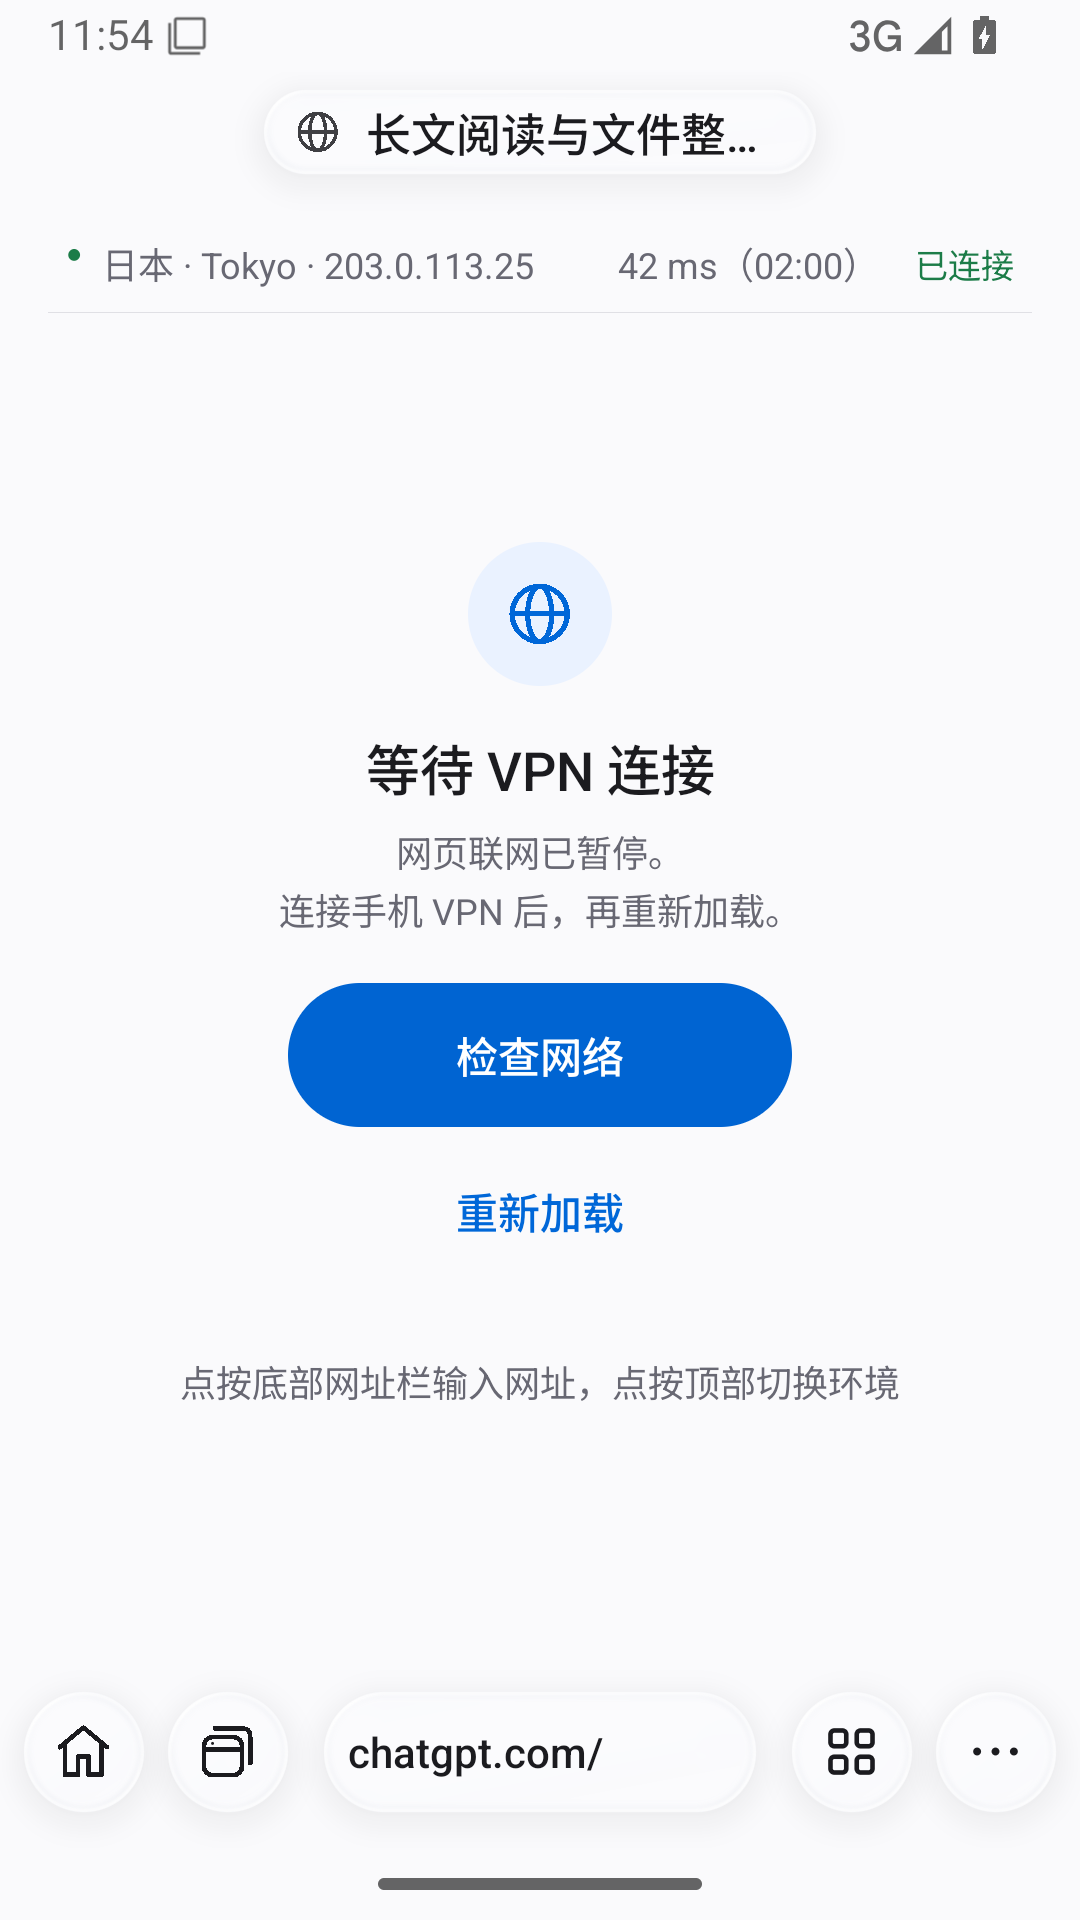 11:54
3G
长文阅读与文件整...
日本 · Tokyo · 203.0.113.25 42 ms（02:00） 已连接
等待 VPN 连接
网页联网已暂停。
连接手机 VPN 后，再重新加载。
检查网络
重新加载
点按底部网址栏输入网址，点按顶部切换环境
chatgpt.com/